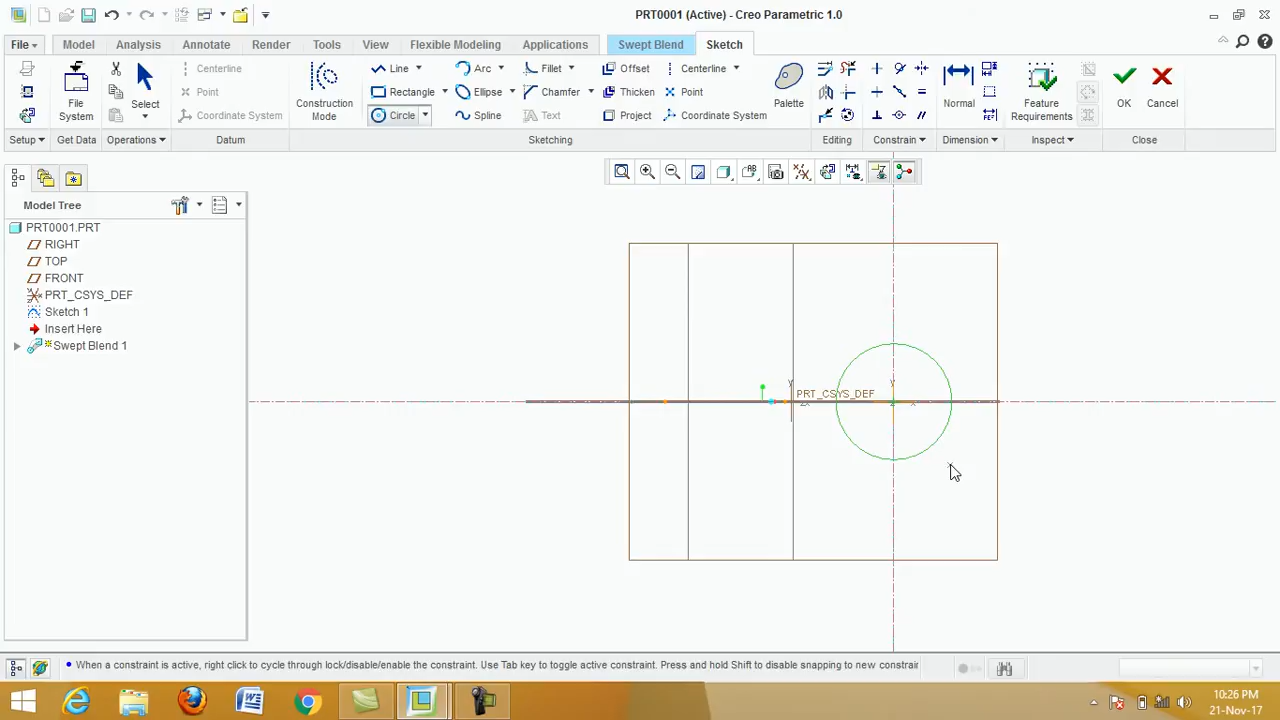 PRT0001 (Active) - Creo Parametric 1.0
File Model Analysis Annotate Render Tools View Flexible Modeling Applications Swept Blend Sketch
Centerline Line Arc Fillet Offset Centerline
Point Rectangle Ellipse Chamfer Thicken Point
Coordinate System Circle Spline Text Project Coordinate System
File System
Select
Construction Mode
Palette
Normal
Feature Requirements
OK
Cancel
Setup Get Data Operations Datum Sketching Editing Constrain Dimension Inspect Close
Model Tree
PRT0001.PRT
RIGHT
TOP
FRONT
PRT_CSYS_DEF
Sketch 1
Insert Here
Swept Blend 1
PRT_CSYS_DEF
When a constraint is active, right click to cycle through lock/disable/enable the constraint. Use Tab key to toggle active constraint. Press and hold Shift to disable snapping to new constrair
10:26 PM
21-Nov-17